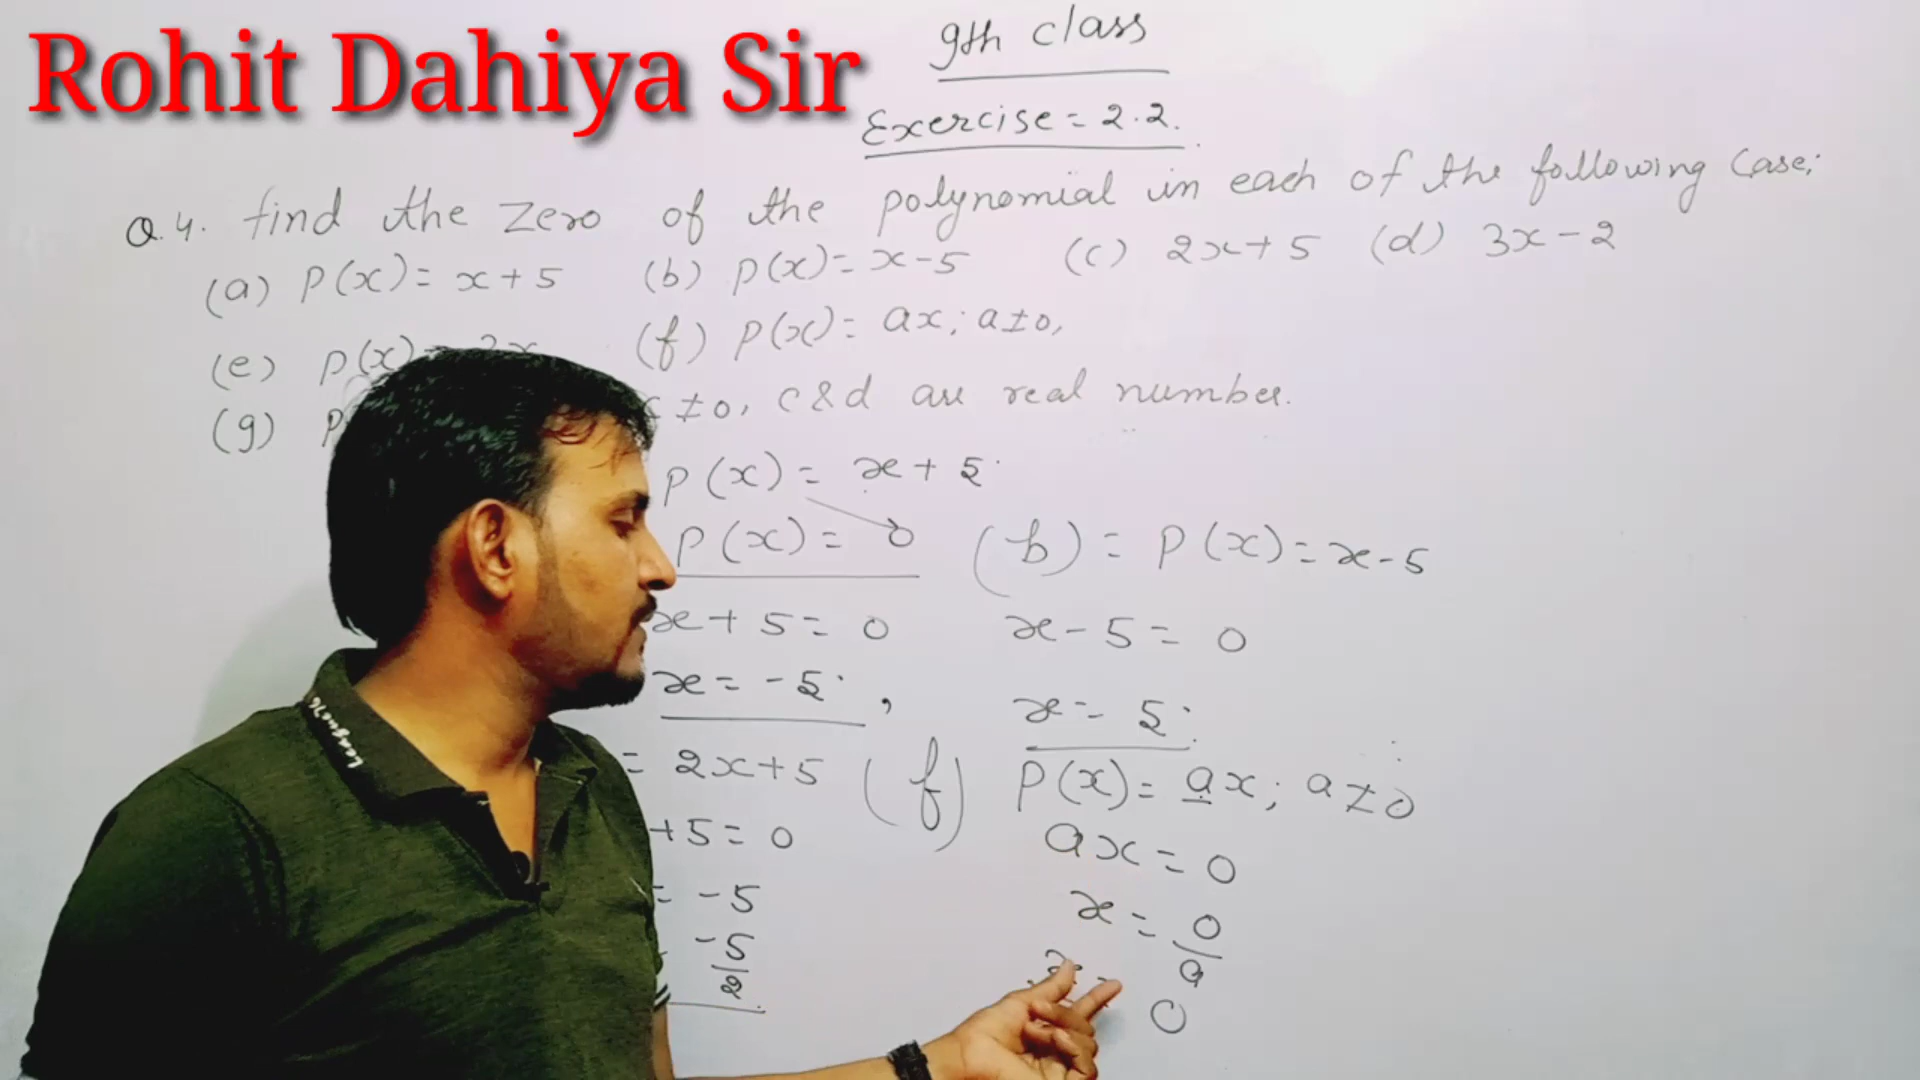 Rohit Dahiya Sir
9th class
Exercise = 2.2.
Q.4. find the zero of the polynomial in each of the following case;
(a) P(x) = x+5 (b) p(x) = x-5 (c) 2x+5 (d) 3x-2
(e) p(x) = (f) p(x) = ax; a≠0,
(g) p ≠0, c&d are real number.
P(x) = x+5
P(x) = 0
x+5 = 0
x = -5,
= 2x+5
+5 = 0
= -5
-5/2
(b) = P(x) = x-5
x-5 = 0
x = 5
(f) P(x) = ax; a≠0
ax = 0
x = 0/a
x = 0
League76